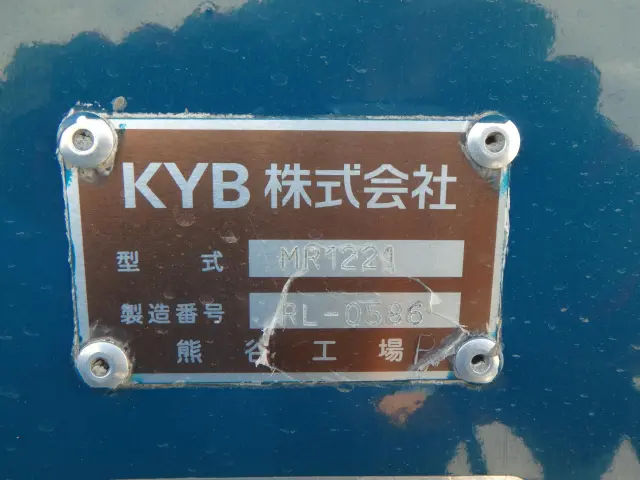 KYB 株式会社
型式 MR1221
製造番号 RL-0586
熊谷工場